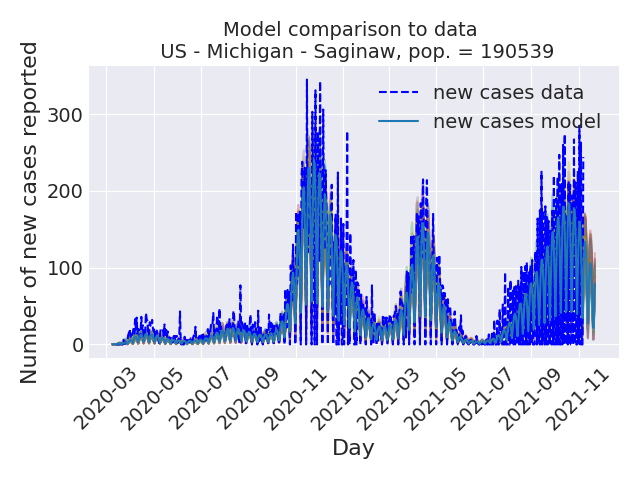 Model comparison to data
US - Michigan - Saginaw, pop. = 190539
Number of new cases reported
300
200
100
0
new cases data
new cases model
2020-03
2020-05
2020-07
2020-09
2020-11
2021-01
2021-03
2021-05
2021-07
2021-09
2021-11
Day